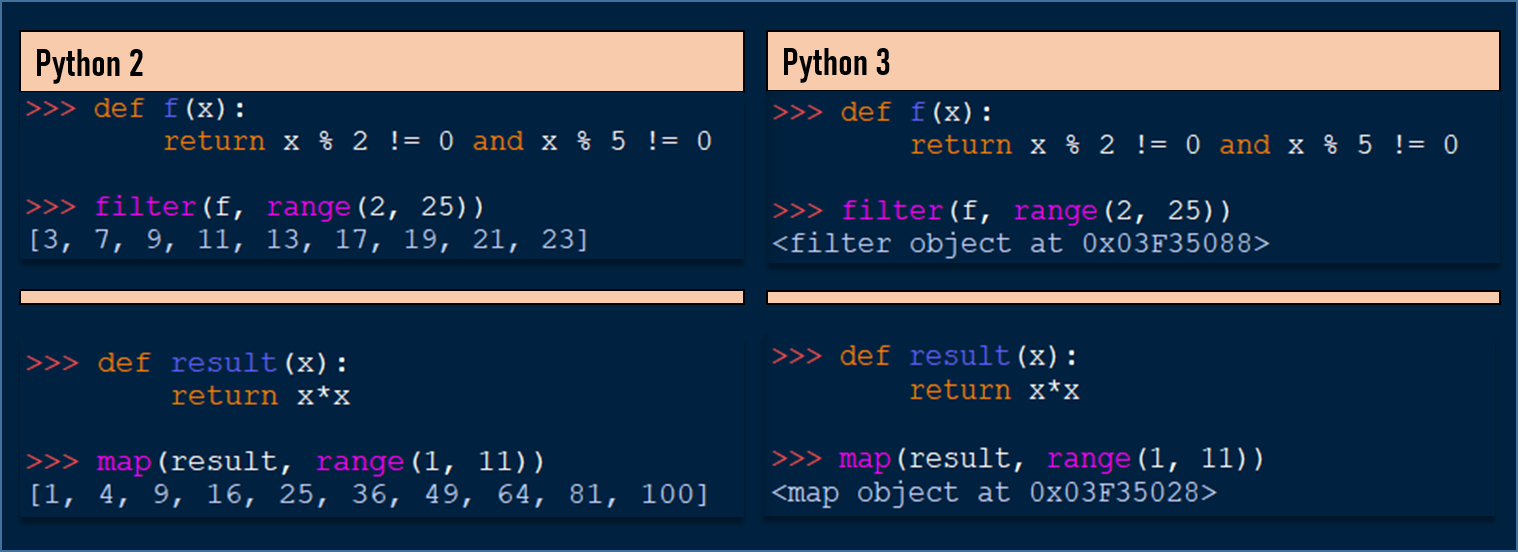 Python 2
>>> def f(x):
        return x % 2 != 0 and x % 5 != 0
>>> filter(f, range(2, 25))
[3, 7, 9, 11, 13, 17, 19, 21, 23]
>>> def result(x):
        return x*x
>>> map(result, range(1, 11))
[1, 4, 9, 16, 25, 36, 49, 64, 81, 100]
Python 3
>>> def f(x):
        return x % 2 != 0 and x % 5 != 0
>>> filter(f, range(2, 25))
<filter object at 0x03F35088>
>>> def result(x):
        return x*x
>>> map(result, range(1, 11))
<map object at 0x03F35028>